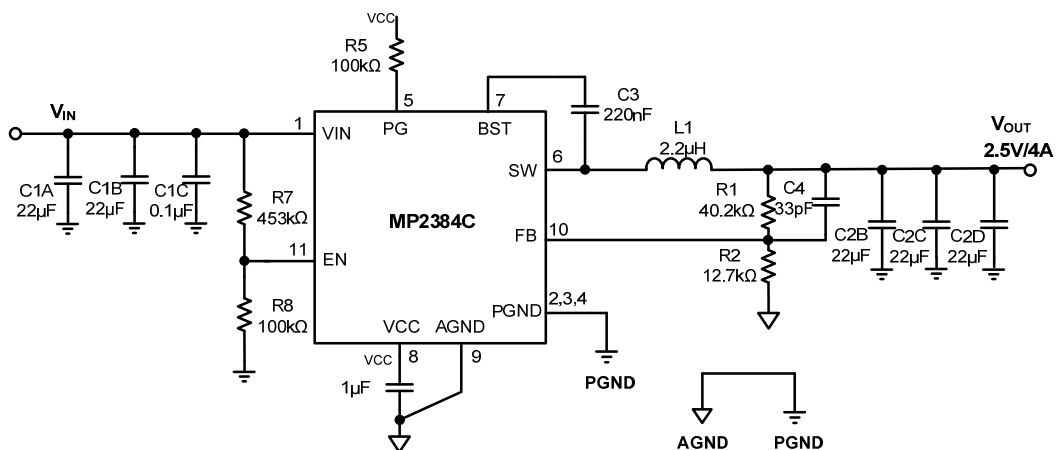 VCC
R5
100kΩ
5
7
C3
220nF
VIN
1
VIN
PG
BST
L1
2.2µH
VOUT
2.5V/4A
6
SW
C1A
22µF
C1B
22µF
C1C
0.1µF
R7
453kΩ
MP2384C
R1
40.2kΩ
C4
33pF
FB
10
C2B
22µF
C2C
22µF
C2D
22µF
11
EN
R2
12.7kΩ
R8
100kΩ
PGND
2,3,4
VCC
AGND
VCC
8
9
1µF
PGND
AGND
PGND